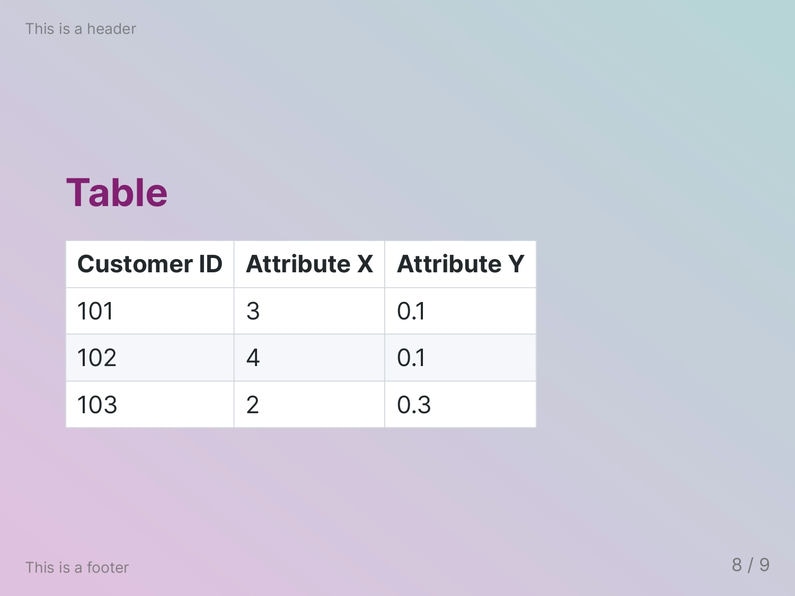 This is a header
Table
Customer ID Attribute X Attribute Y
101 3 0.1
102 4 0.1
103 2 0.3
This is a footer
8 / 9